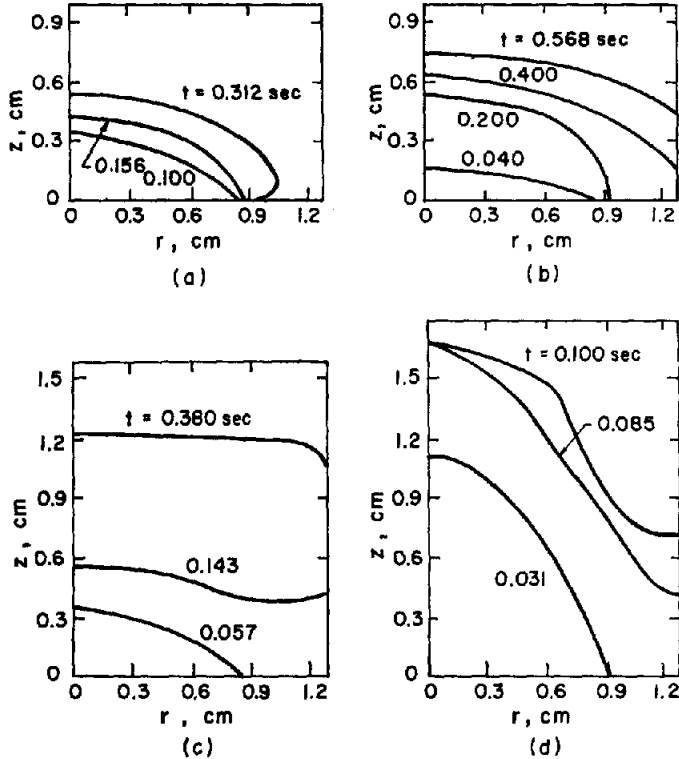 0.9
0.6
0.3
0
z, cm
t = 0.312 sec
0.156
0.100
0 0.3 0.6 0.9 1.2
r, cm
(a)
0.9
0.6
0.3
0
z, cm
t = 0.568 sec
0.400
0.200
0.040
0 0.3 0.6 0.9 1.2
r, cm
(b)
1.5
1.2
0.9
0.6
0.3
0
z, cm
t = 0.380 sec
0.143
0.057
0 0.3 0.6 0.9 1.2
r, cm
(c)
1.5
1.2
0.9
0.6
0.3
0
z, cm
t = 0.100 sec
0.085
0.031
0 0.3 0.6 0.9 1.2
r, cm
(d)